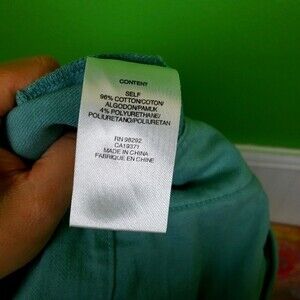 CONTENT
SELF
96% COTTON/COTON/
ALGODON/PAMUK
4% POLYURETHANE/
POLIURETANO/POLIURETAN
RN 98292
CA19371
MADE IN CHINA
FABRIQUE EN CHINE